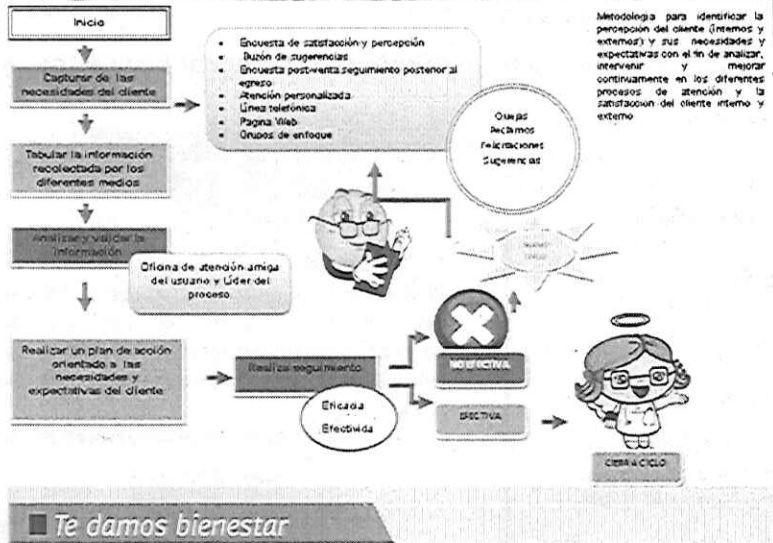 Inicio
Capturar de las
necesidades del cliente
Tabular la información
recolectada por los
diferentes medios
Analizar y validar la
información
Oficina de atención amiga
del usuario y Líder del
proceso
Realizar un plan de acción
orientado a las
necesidades y
expectativas del cliente
Realiza seguimiento
Eficacia
Efectivida
• Encuesta de satisfacción y percepción
• Buzón de sugerencias
• Encuesta post-venta seguimiento posterior al
egreso
• Atención personalizada
• Línea telefónica
• Pagina Web
• Grupos de enfoque
Metodología para identificar la
percepción del cliente (internos y
externos) y sus necesidades y
expectativas con el fin de analizar,
intervenir y mejorar
continuamente en los diferentes
procesos de atención y la
satisfacción del cliente interno y
externo
Quejas
Reclamos
Felicitaciones
Sugerencias
NO EFECTIVA
EFECTIVA
CIERRA CICLO
Te damos bienestar